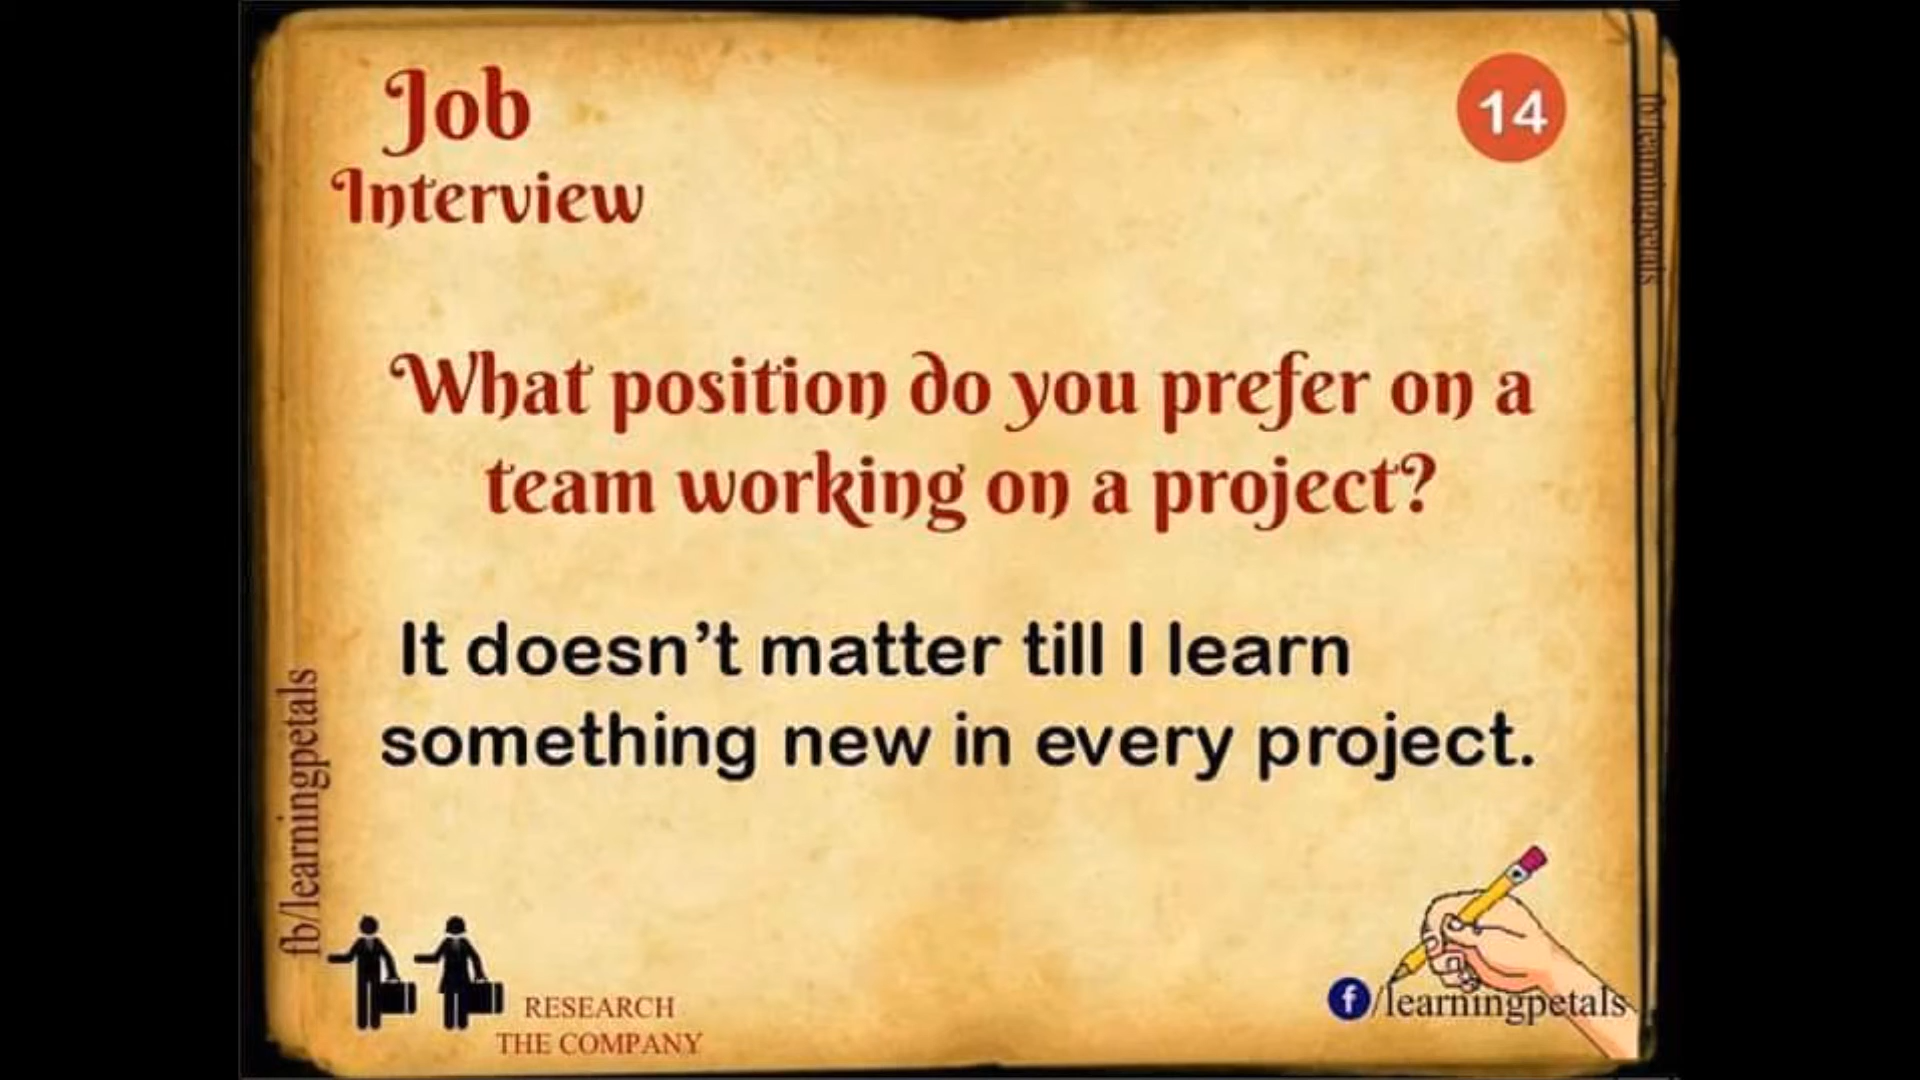 Job
Interview
14
What position do you prefer on a
team working on a project?
It doesn't matter till I learn
something new in every project.
fb/learningpetals
RESEARCH
THE COMPANY
f/learningpetals